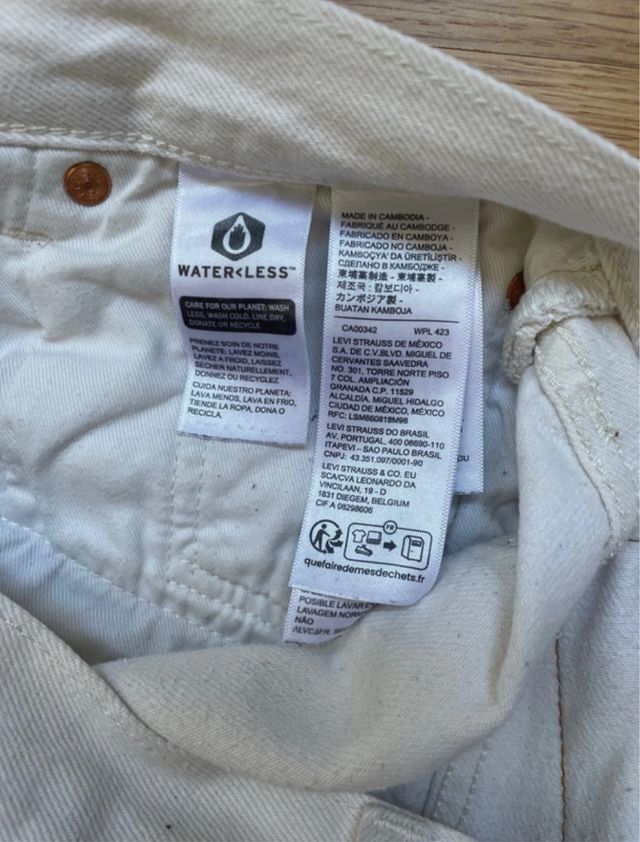 WATER<LESS™
CARE FOR OUR PLANET: WASH
LESS, WASH COLD, LINE DRY,
DONATE OR RECYCLE
PRENEZ SOIN DE NOTRE
PLANETE: LAVEZ MOINS,
LAVEZ A FROID, LAISSEZ
SECHER NATURELLEMENT,
DONNEZ OU RECYCLEZ
CUIDA NUESTRO PLANETA:
LAVA MENOS, LAVA EN FRIO,
TIENDE LA ROPA, DONA O
RECICLA.
MADE IN CAMBODIA -
FABRIQUÉ AU CAMBODGE -
FABRICADO EN CAMBOYA -
FABRICADO NO CAMBOJA -
KAMBOÇYA' DA ÜRETİLİŞTİR -
СДЕЛАНО В КАМБОДЖЕ -
柬埔寨制造 - 柬埔寨製 -
제조국 : 캄보디아 -
カンボジア製 -
BUATAN KAMBOJA
CA00342 WPL 423
LEVI STRAUSS DE MÉXICO
S.A. DE C.V.BLVD. MIGUEL DE
CERVANTES SAAVEDRA
NO. 301. TORRE NORTE PISO
7 COL. AMPLIACIÓN
GRANADA C.P. 11529
ALCALDÍA. MIGUEL HIDALGO
CIUDAD DE MÉXICO, MÉXICO
RFC: LSM660818M98
LEVI STRAUSS DO BRASIL
AV. PORTUGAL, 400 06690-110
ITAPEVI – SAO PAULO BRASIL
CNPJ: 43.351.097/0001-90
LEVI STRAUSS & CO. EU
SCA/CVA LEONARDO DA
VINCILAAN, 19 - D
1831 DIEGEM, BELGIUM
CIF A 08298606
FR
quefairedemesdechets.fr
DU
POSIBLE LAVAR E
LAVAGEM NORM
NÃO